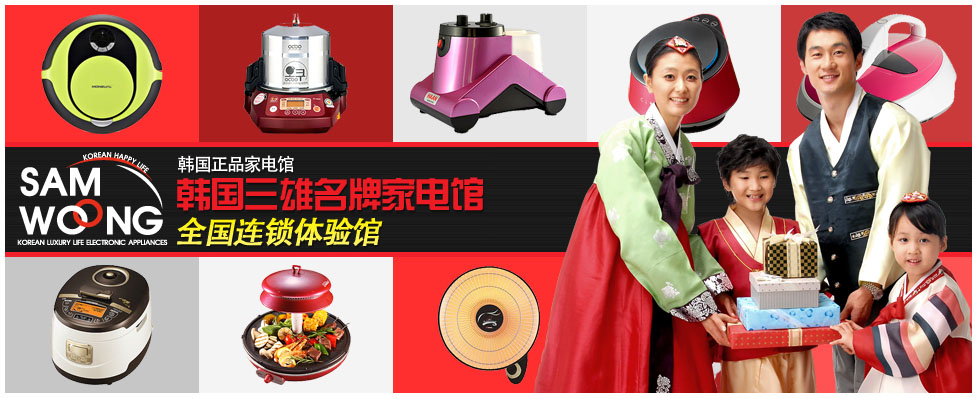 KOREAN HAPPY LIFE
SAM
WOONG
KOREAN LUXURY LIFE ELECTRONIC APPLIANCES
韩国正品家电馆
韩国三雄名牌家电馆
全国连锁体验馆